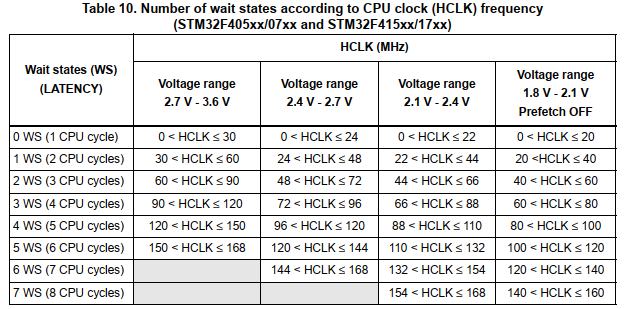 Table 10. Number of wait states according to CPU clock (HCLK) frequency
(STM32F405xx/07xx and STM32F415xx/17xx)
Wait states (WS)
(LATENCY)
HCLK (MHz)
Voltage range
2.7 V - 3.6 V
Voltage range
2.4 V - 2.7 V
Voltage range
2.1 V - 2.4 V
Voltage range
1.8 V - 2.1 V
Prefetch OFF
0 WS (1 CPU cycle) 0 < HCLK ≤ 30 0 < HCLK ≤ 24 0 < HCLK ≤ 22 0 < HCLK ≤ 20
1 WS (2 CPU cycles) 30 < HCLK ≤ 60 24 < HCLK ≤ 48 22 < HCLK ≤ 44 20 <HCLK ≤ 40
2 WS (3 CPU cycles) 60 < HCLK ≤ 90 48 < HCLK ≤ 72 44 < HCLK ≤ 66 40 < HCLK ≤ 60
3 WS (4 CPU cycles) 90 < HCLK ≤ 120 72 < HCLK ≤ 96 66 < HCLK ≤ 88 60 < HCLK ≤ 80
4 WS (5 CPU cycles) 120 < HCLK ≤ 150 96 < HCLK ≤ 120 88 < HCLK ≤ 110 80 < HCLK ≤ 100
5 WS (6 CPU cycles) 150 < HCLK ≤ 168 120 < HCLK ≤ 144 110 < HCLK ≤ 132 100 < HCLK ≤ 120
6 WS (7 CPU cycles) 144 < HCLK ≤ 168 132 < HCLK ≤ 154 120 < HCLK ≤ 140
7 WS (8 CPU cycles) 154 < HCLK ≤ 168 140 < HCLK ≤ 160